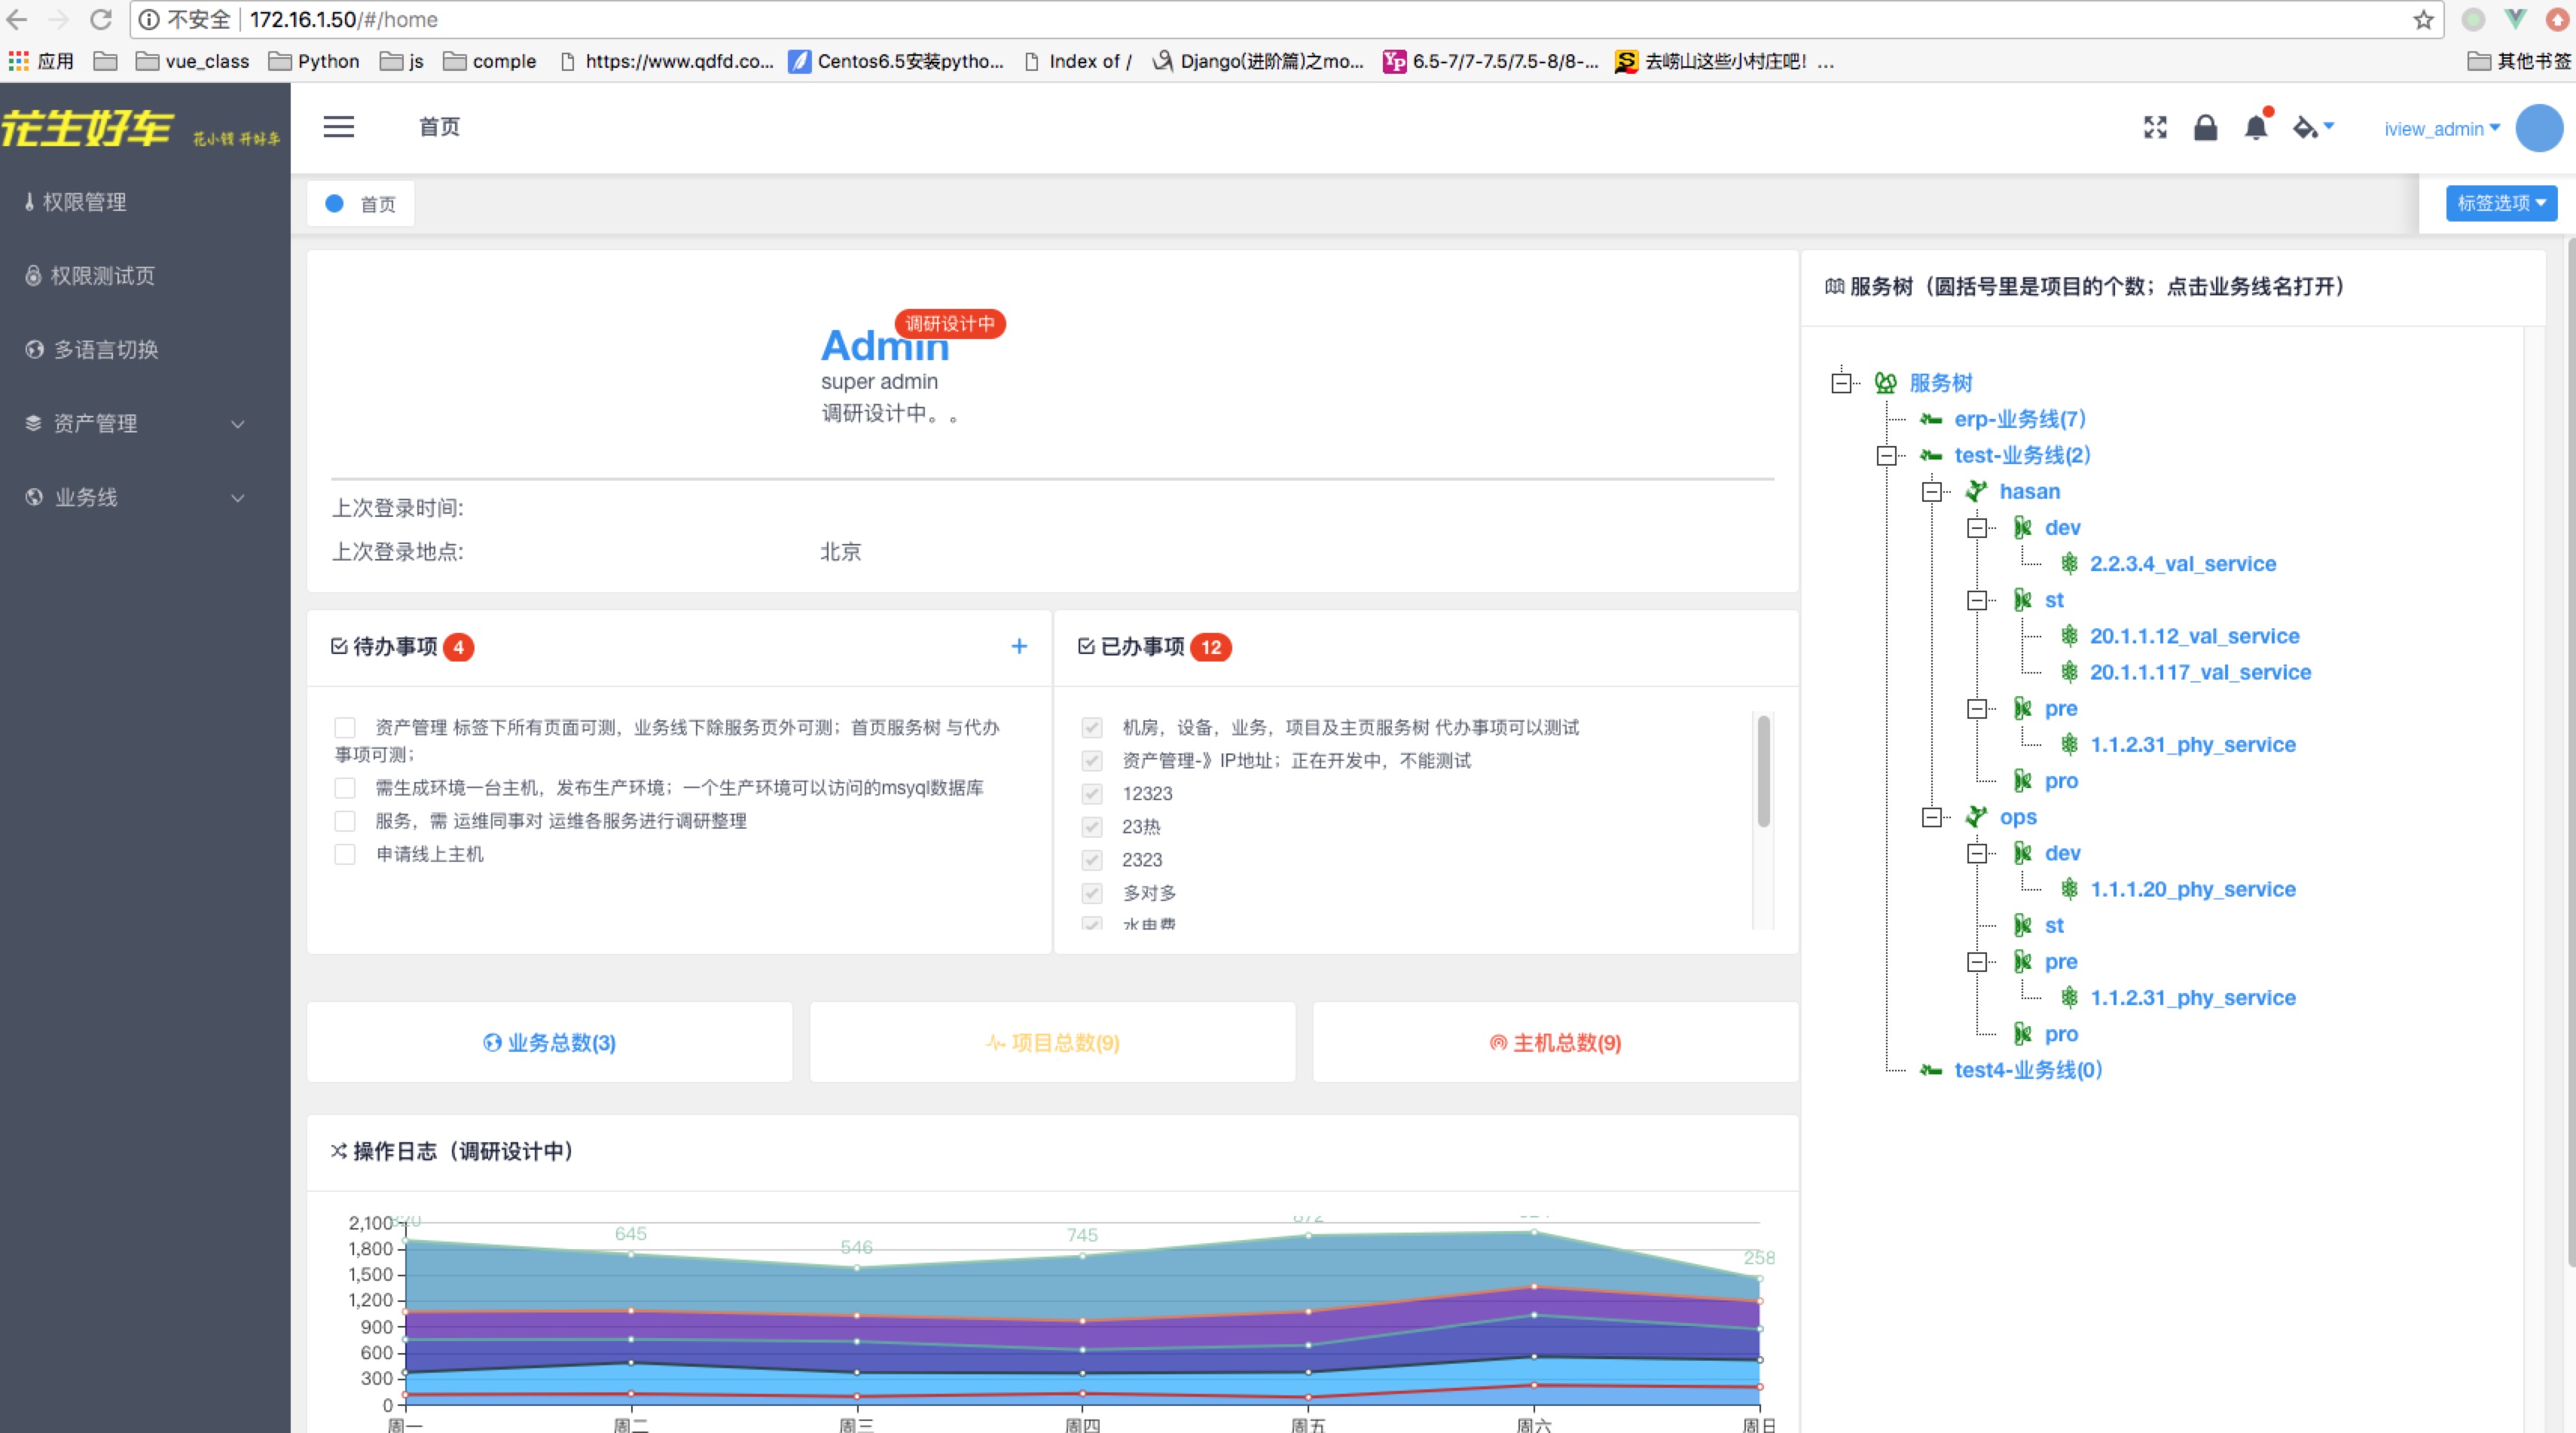 不安全 172.16.1.50/#/home
应用 vue_class Python js comple https://www.qdfd.co... Centos6.5安装pytho... Index of / Django(进阶篇)之mo... 6.5-7/7-7.5/7.5-8/8-... 去崂山这些小村庄吧！... 其他书签
花生好车 花小钱 开好车
首页
iview_admin
权限管理
权限测试页
多语言切换
资产管理
业务线
首页
标签选项
调研设计中
Admin
super admin
调研设计中。。
上次登录时间:
上次登录地点: 北京
待办事项 4
资产管理 标签下所有页面可测，业务线下除服务页外可测；首页服务树 与代办
事项可测；
需生成环境一台主机，发布生产环境；一个生产环境可以访问的msyql数据库
服务，需 运维同事对 运维各服务进行调研整理
申请线上主机
已办事项 12
机房，设备，业务，项目及主页服务树 代办事项可以测试
资产管理-》IP地址；正在开发中，不能测试
12323
23热
2323
多对多
水电费
业务总数(3)
项目总数(9)
主机总数(9)
操作日志（调研设计中）
2,100
1,800
1,500
1,200
900
600
300
0
820
645
546
745
872
258
周一 周二 周三 周四 周五 周六 周日
服务树（圆括号里是项目的个数；点击业务线名打开）
服务树
erp-业务线(7)
test-业务线(2)
hasan
dev
2.2.3.4_val_service
st
20.1.1.12_val_service
20.1.1.117_val_service
pre
1.1.2.31_phy_service
pro
ops
dev
1.1.1.20_phy_service
st
pre
1.1.2.31_phy_service
pro
test4-业务线(0)